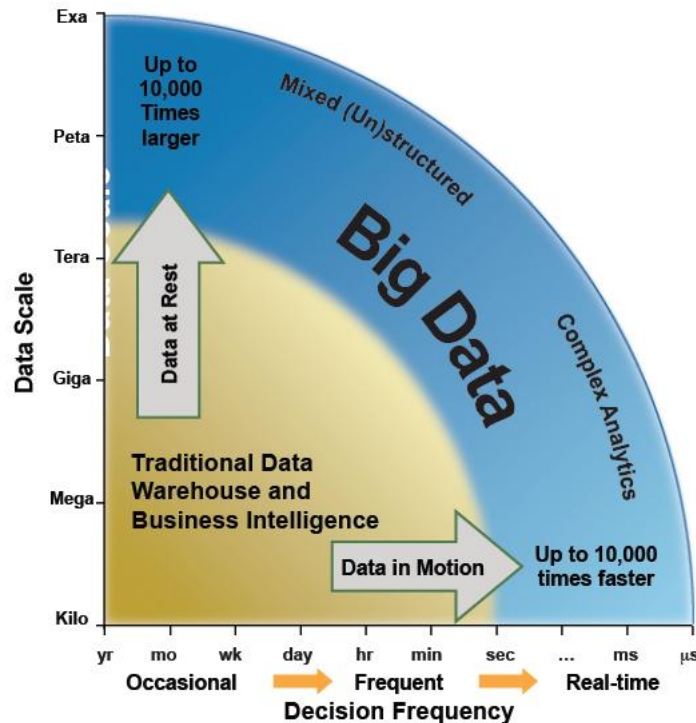 Exa
Up to
10,000
Times
larger
Mixed (Un)structured
Peta
Big Data
Tera
Data at Rest
Data Scale
Giga
Complex Analytics
Traditional Data
Warehouse and
Business Intelligence
Mega
Data in Motion
Up to 10,000
times faster
Kilo
yr mo wk day hr min sec ... ms µs
Occasional Frequent Real-time
Decision Frequency